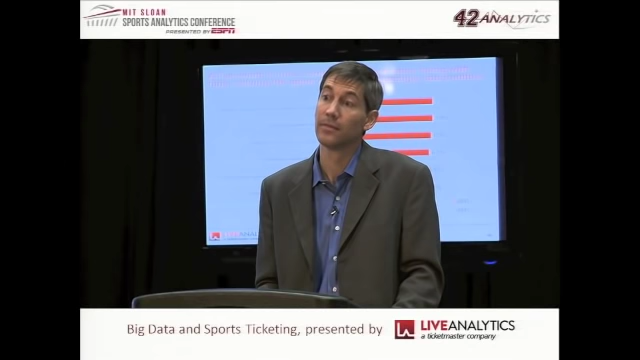 MIT SLOAN
SPORTS ANALYTICS CONFERENCE
PRESENTED BY ESPN
42 ANALYTICS
Big Data and Sports Ticketing, presented by
LIVEANALYTICS
a ticketmaster company